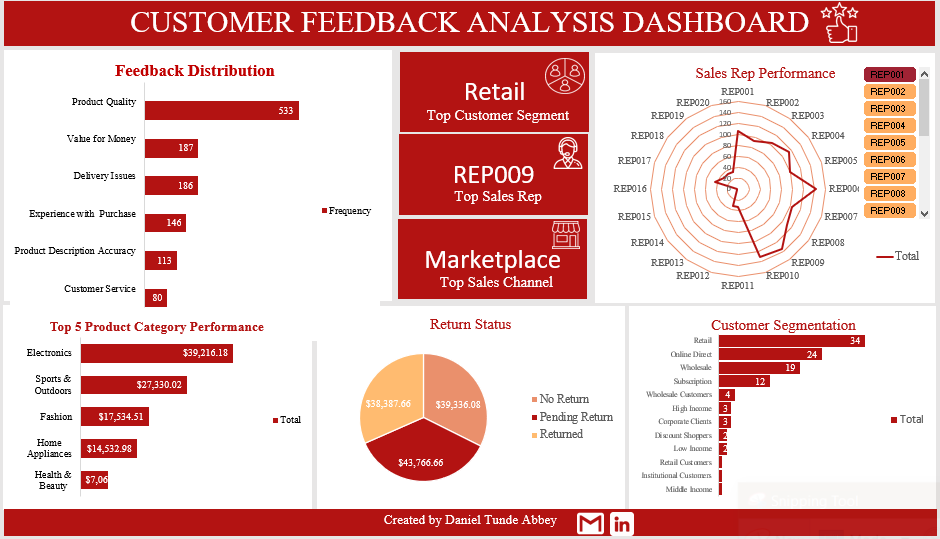 CUSTOMER FEEDBACK ANALYSIS DASHBOARD
Feedback Distribution
Product Quality
533
Value for Money
187
Delivery Issues
186
Experience with Purchase
146
Product Description Accuracy
113
Customer Service
80
Frequency
Retail
Top Customer Segment
REP009
Top Sales Rep
Marketplace
Top Sales Channel
Sales Rep Performance
REP001
REP002
REP003
REP004
REP005
REP00
REP007
REP008
REP009
REP010
REP011
REP012
REP013
REP014
REP015
REP016
REP017
REP018
REP019
REP020
160
140
120
100
80
60
40
20
0
Total
REP001
REP002
REP003
REP004
REP005
REP006
REP007
REP008
REP009
Top 5 Product Category Performance
Electronics
$39,216.18
Sports &
Outdoors
$27,330.02
Fashion
$17,534.51
Home
Appliances
$14,532.98
Health &
Beauty
$7,06
Total
Return Status
$38,387.66
$39,336.08
$43,766.66
No Return
Pending Return
Returned
Customer Segmentation
Retail
34
Online Direct
24
Wholesale
19
Subscription
12
Wholesale Customers
4
High Income
3
Corporate Clients
3
Discount Shoppers
2
Low Income
2
Retail Customers
Institutional Customers
Middle Income
Total
Snipping Tool
Created by Daniel Tunde Abbey
in